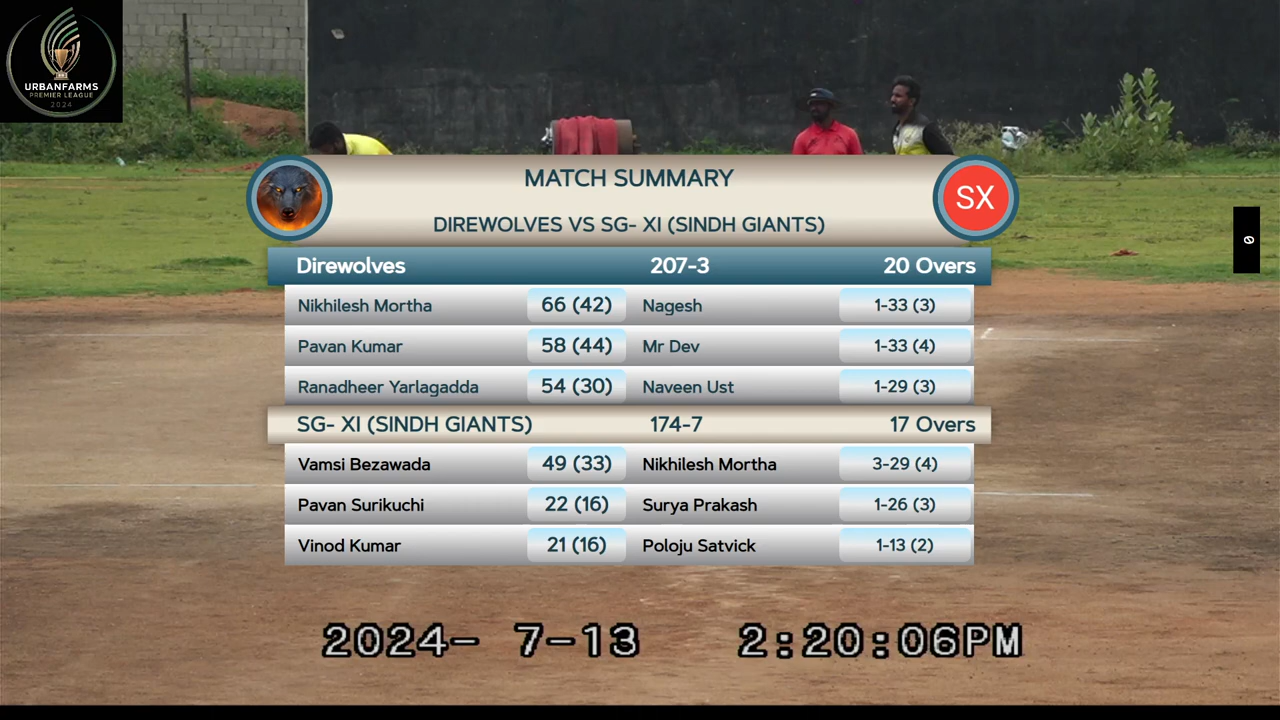 URBANFARMS
PREMIER LEAGUE
2024
MATCH SUMMARY
DIREWOLVES VS SG- XI (SINDH GIANTS)
SX
Direwolves 207-3 20 Overs
Nikhilesh Mortha 66 (42) Nagesh 1-33 (3)
Pavan Kumar 58 (44) Mr Dev 1-33 (4)
Ranadheer Yarlagadda 54 (30) Naveen Ust 1-29 (3)
SG- XI (SINDH GIANTS) 174-7 17 Overs
Vamsi Bezawada 49 (33) Nikhilesh Mortha 3-29 (4)
Pavan Surikuchi 22 (16) Surya Prakash 1-26 (3)
Vinod Kumar 21 (16) Poloju Satvick 1-13 (2)
0
2024- 7-13 2:20:06PM